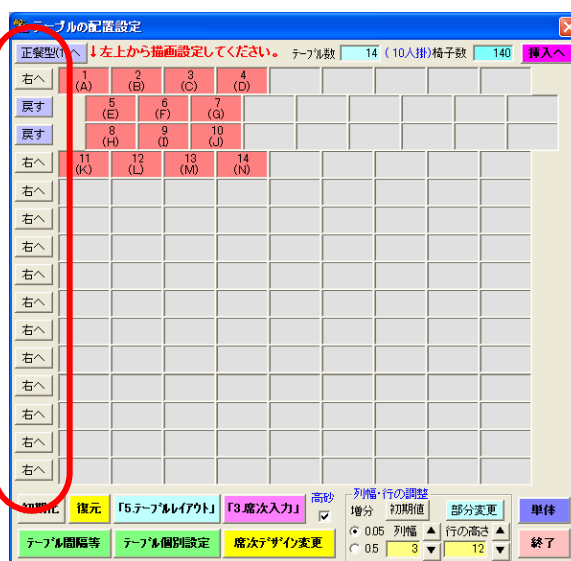 テーブルの配置設定
正餐型(1)へ ↓左上から描画設定してください。 テーブル数 14 (10人掛)椅子数 140 挿入へ
右へ 1 (A) 2 (B) 3 (C) 4 (D)
戻す 5 (E) 6 (F) 7 (G)
戻す 8 (H) 9 (I) 10 (J)
右へ 11 (K) 12 (L) 13 (M) 14 (N)
右へ
右へ
右へ
右へ
右へ
右へ
右へ
右へ
右へ
右へ
右へ
初期化 復元 「5.テーブルレイアウト」 「3.席次入力」 高砂 列幅・行の調整
増分 初期値 部分変更 単体
0.05 列幅 ▲ 行の高さ ▲
テーブル間隔等 テーブル個別設定 席次デザイン変更 0.5 3 ▼ 12 ▼ 終了